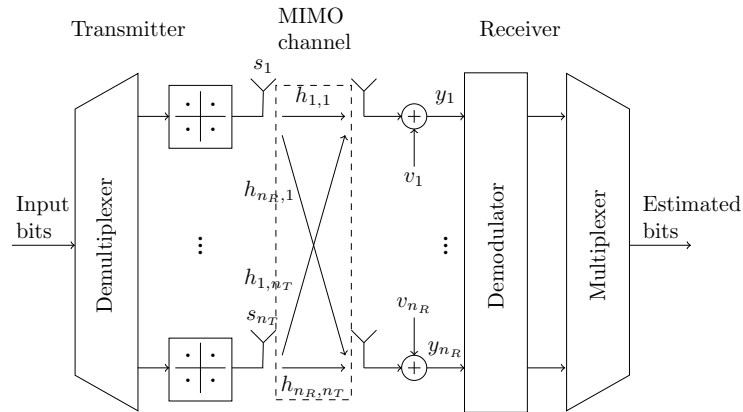 Transmitter
MIMO
channel
Receiver
s_1
h_{1,1}
y_1
v_1
h_{n_R,1}
Input
bits
Demultiplexer
...
...
Demodulator
Multiplexer
Estimated
bits
h_{1,n_T}
s_{n_T}
v_{n_R}
y_{n_R}
h_{n_R,n_T}